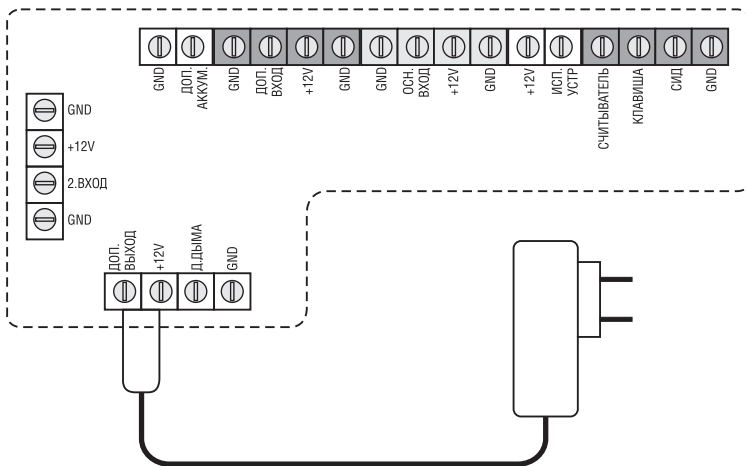 GND
ДОП.
АККУМ.
GND
ДОП.
ВХОД
+12V
GND
GND
ОСН.
ВХОД
+12V
GND
+12V
ИСП.
УСТР
СЧИТЫВАТЕЛЬ
КЛАВИША
СИД
GND
GND
+12V
2.ВХОД
GND
ДОП.
ВЫХОД
+12V
Д.ДЫМА
GND